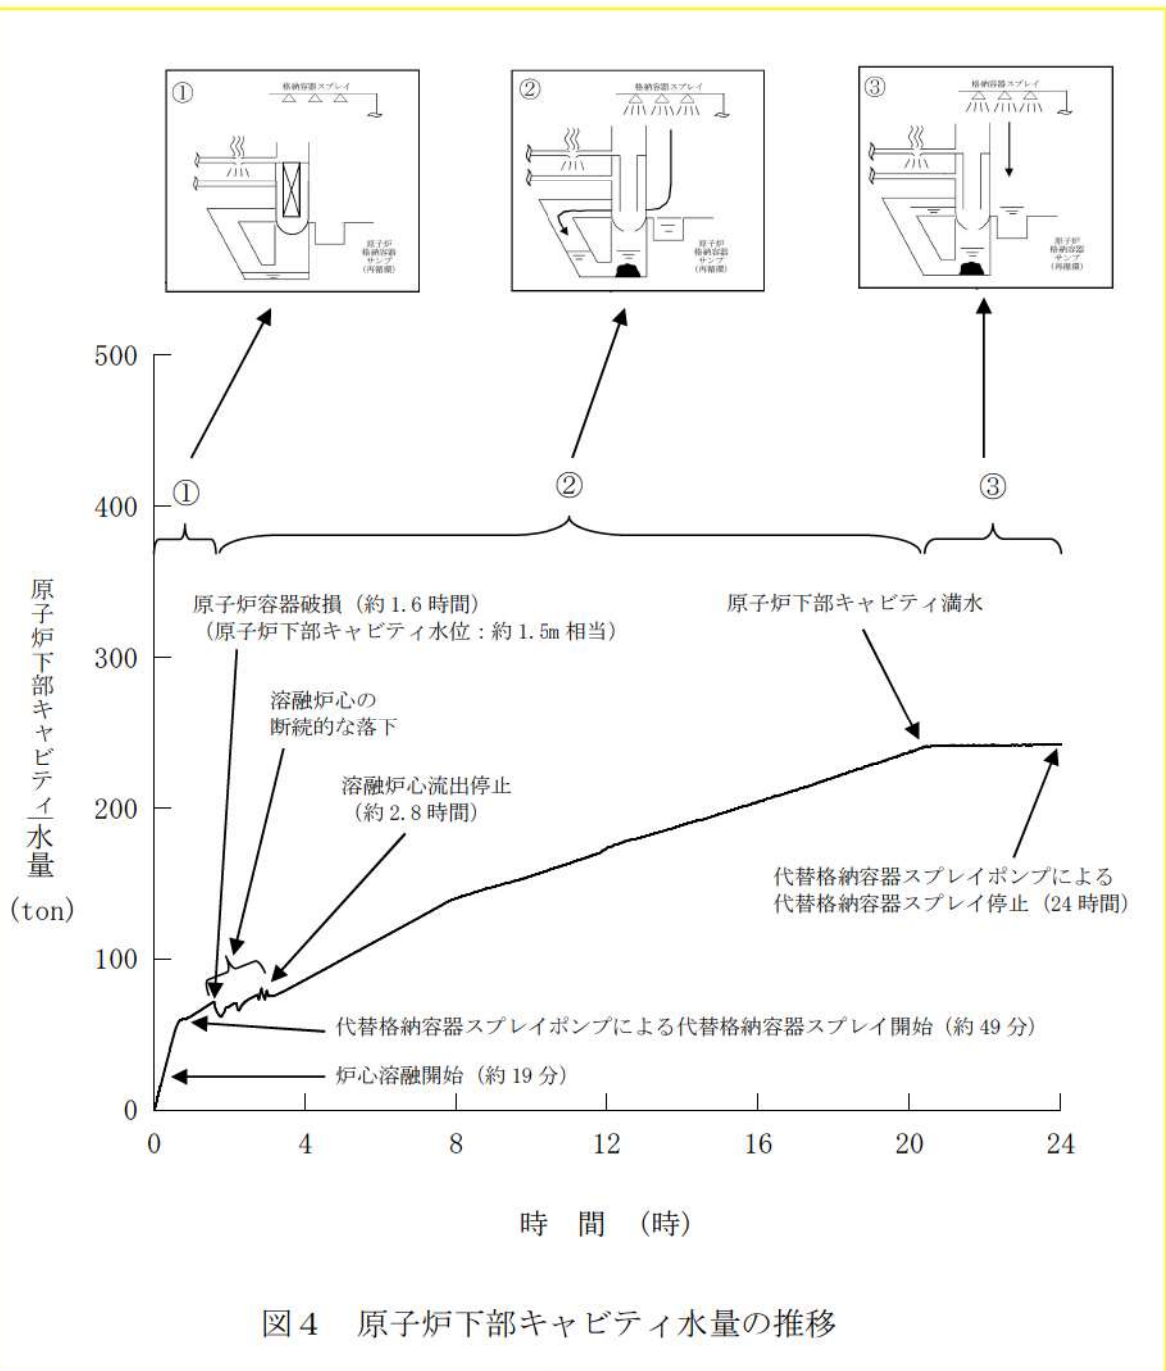 ①
格納容器スプレイ
原子炉
格納容器
サンプ
(再循環)
②
格納容器スプレイ
原子炉
格納容器
サンプ
(再循環)
③
格納容器スプレイ
原子炉
格納容器
サンプ
(再循環)
500
400
300
200
100
0
①
②
③
原子炉下部キャビティ水量
(ton)
原子炉容器破損（約1.6時間）
（原子炉下部キャビティ水位：約1.5m相当）
溶融炉心の
断続的な落下
溶融炉心流出停止
（約2.8時間）
原子炉下部キャビティ満水
代替格納容器スプレイポンプによる
代替格納容器スプレイ停止（24時間）
代替格納容器スプレイポンプによる代替格納容器スプレイ開始（約49分）
炉心溶融開始（約19分）
0 4 8 12 16 20 24
時 間 （時）
図４ 原子炉下部キャビティ水量の推移